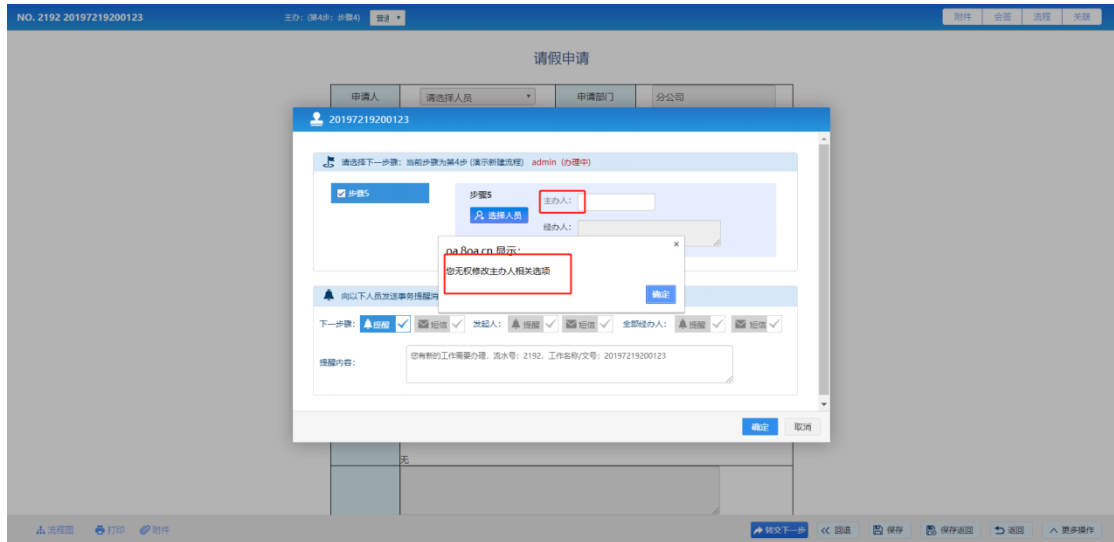 NO. 2192 20197219200123
主办: (第4步: 步骤4) 普通
附件 会签 流程 关联
请假申请
申请人 请选择人员 申请部门 分公司
20197219200123
请选择下一步骤: 当前步骤为第4步 (演示新建流程) admin (办理中)
步骤5
步骤5 主办人:
选择人员
经办人:
oa.8oa.cn 显示: ×
您无权修改主办人相关选项
确定
向以下人员发送事务提醒消
下一步骤: 提醒 短信 发起人: 提醒 短信 全部经办人: 提醒 短信
提醒内容:
您有新的工作需要办理, 流水号: 2192, 工作名称/文号: 20197219200123
确定 取消
无
流程图 打印 附件 转交下一步 回退 保存 保存返回 返回 更多操作